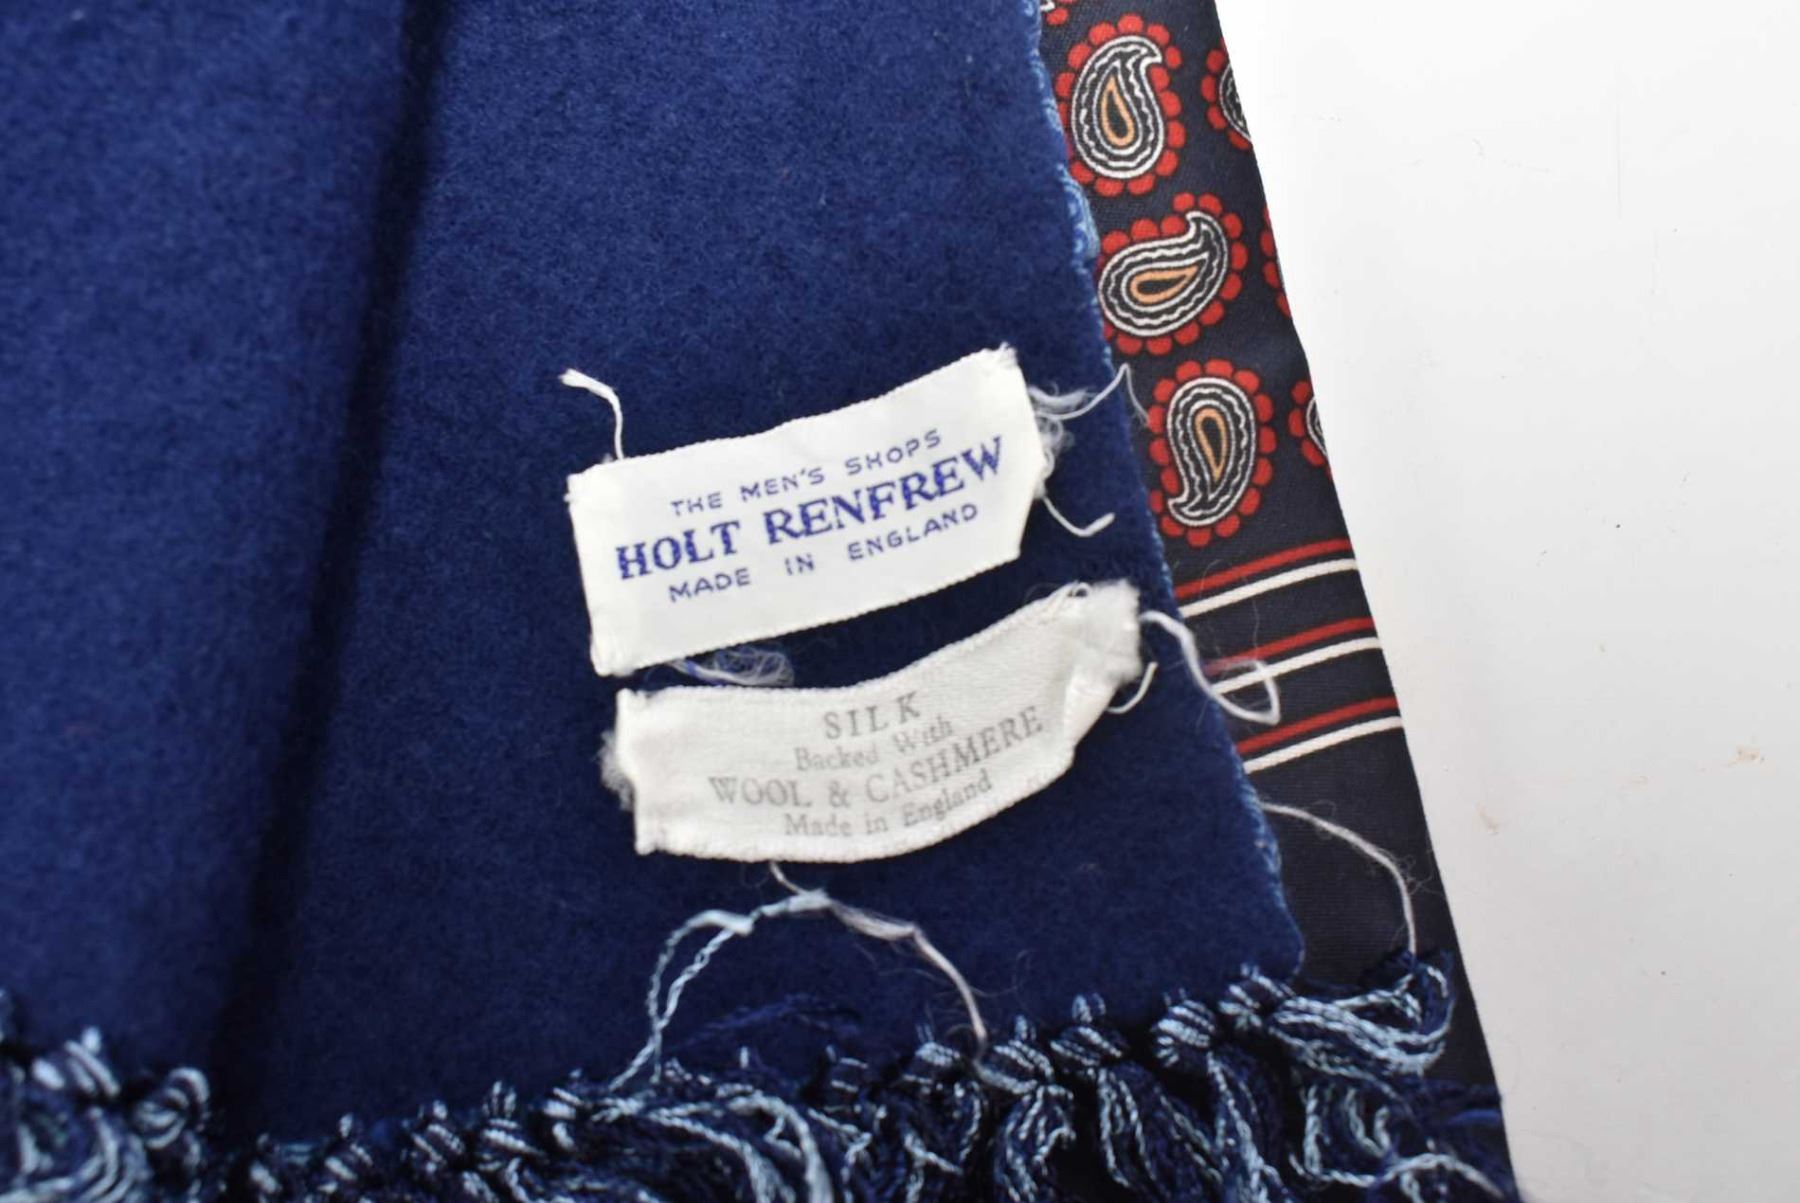 THE MEN'S SHOPS
HOLT RENFREW
MADE IN ENGLAND
SILK
Backed With
WOOL & CASHMERE
Made in England